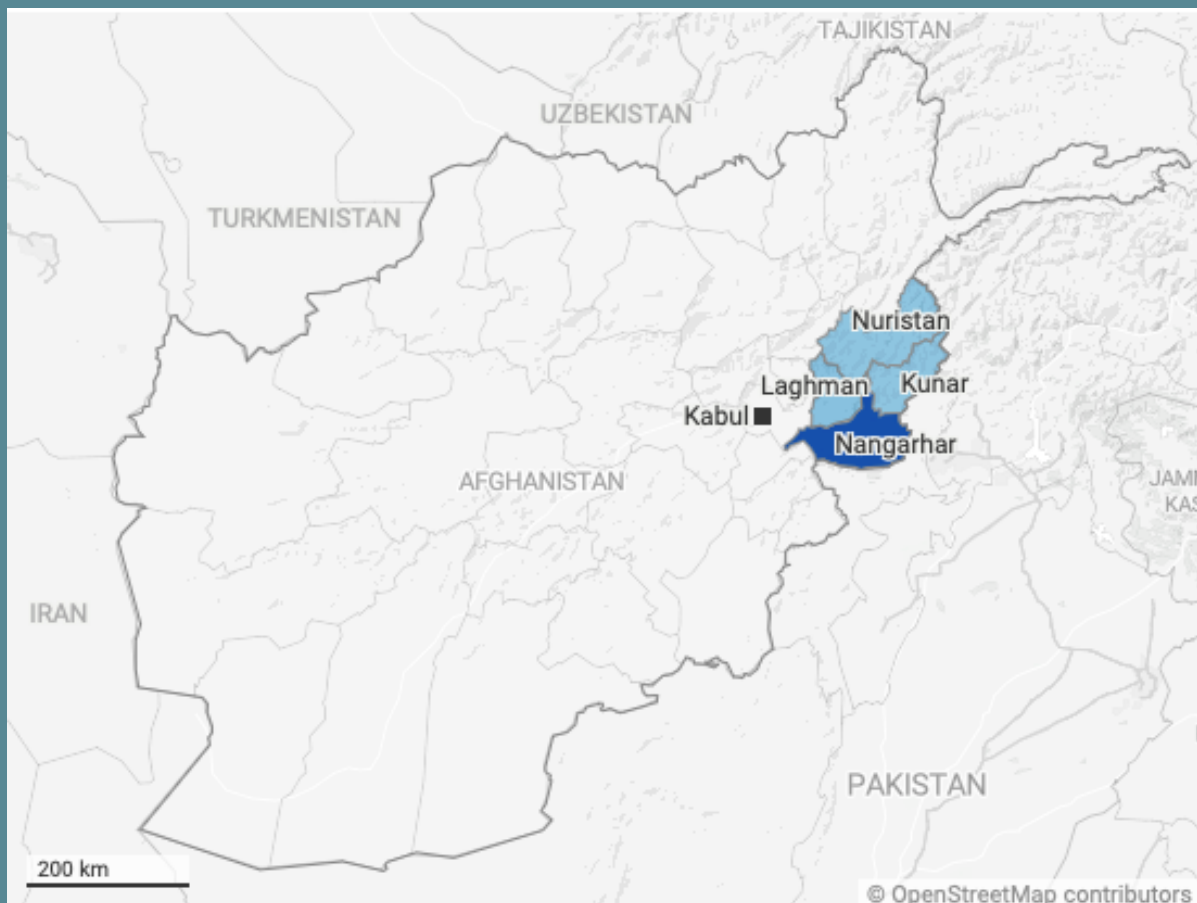 TAJIKISTAN
UZBEKISTAN
TURKMENISTAN
Nuristan
Laghman
Kunar
Kabul
Nangarhar
AFGHANISTAN
IRAN
PAKISTAN
200 km
© OpenStreetMap contributors